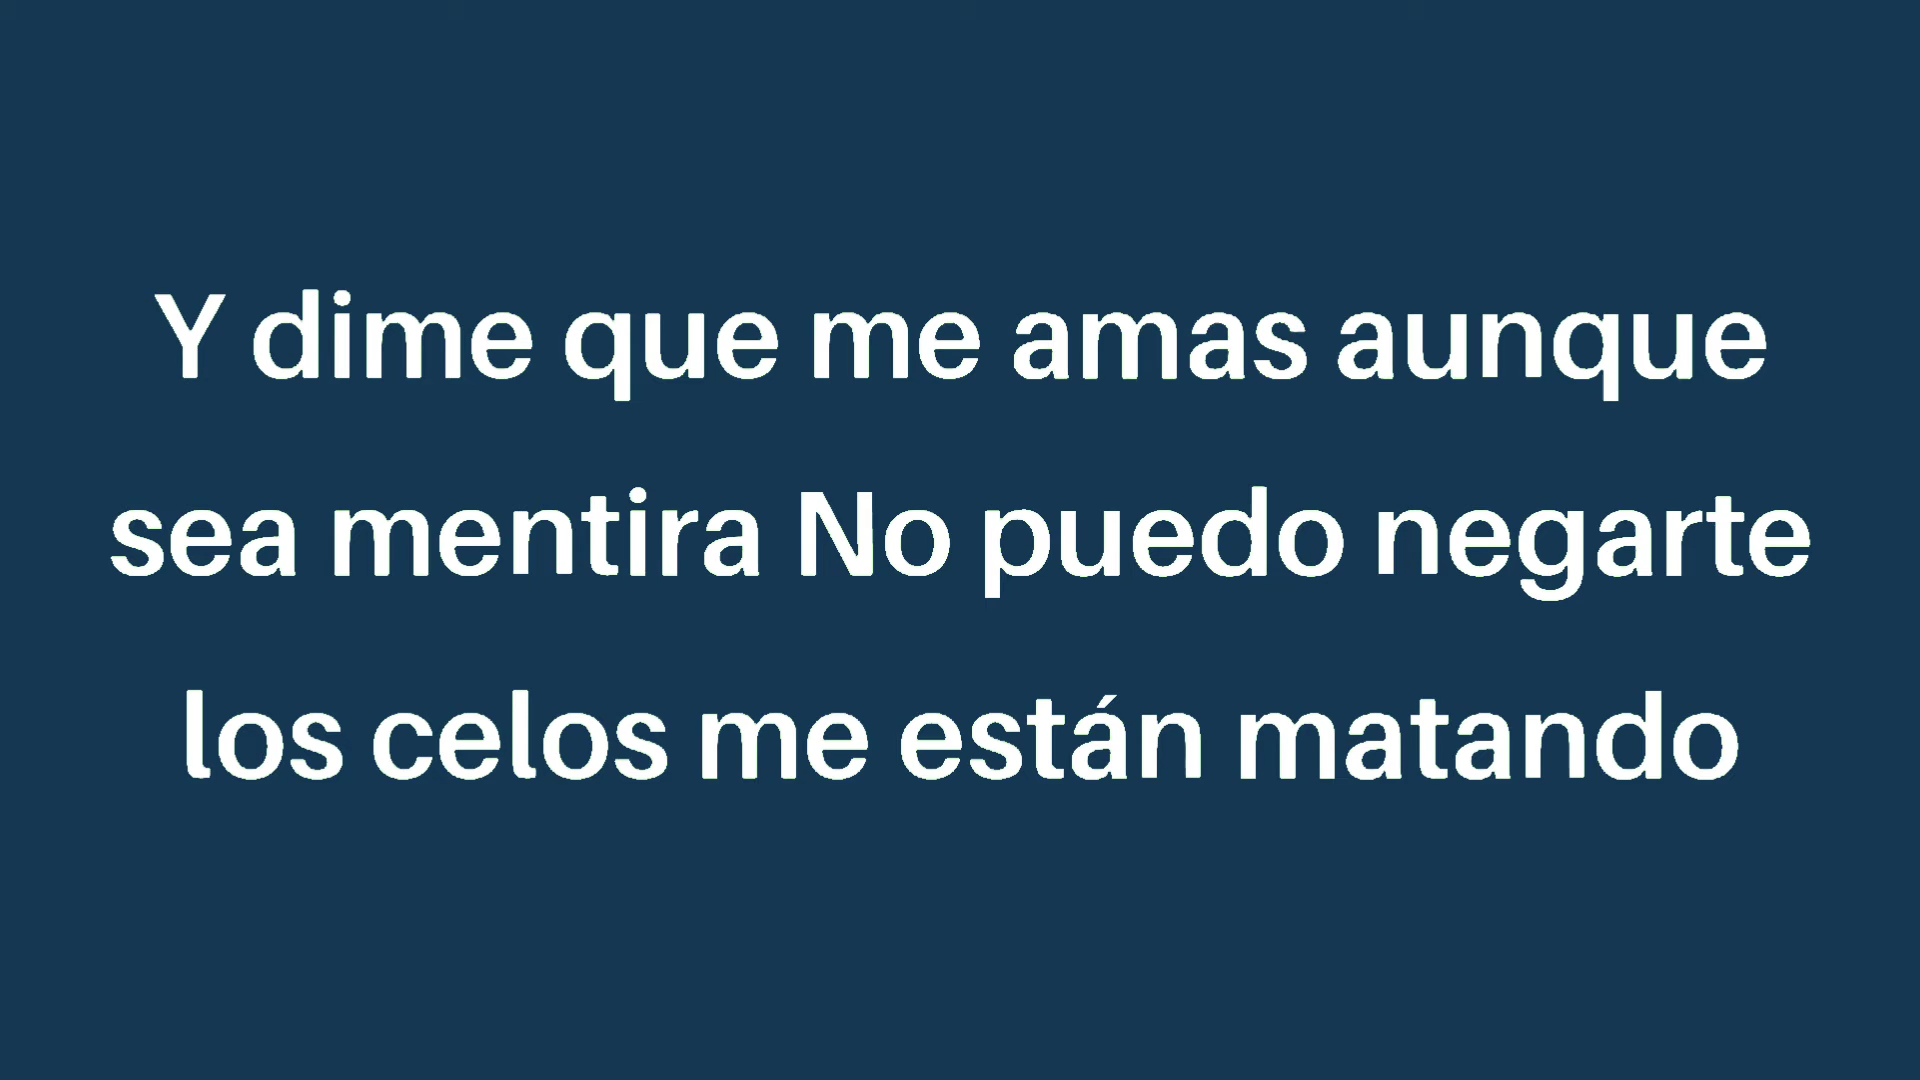 Y dime que me amas aunque
sea mentira No puedo negarte
los celos me están matando